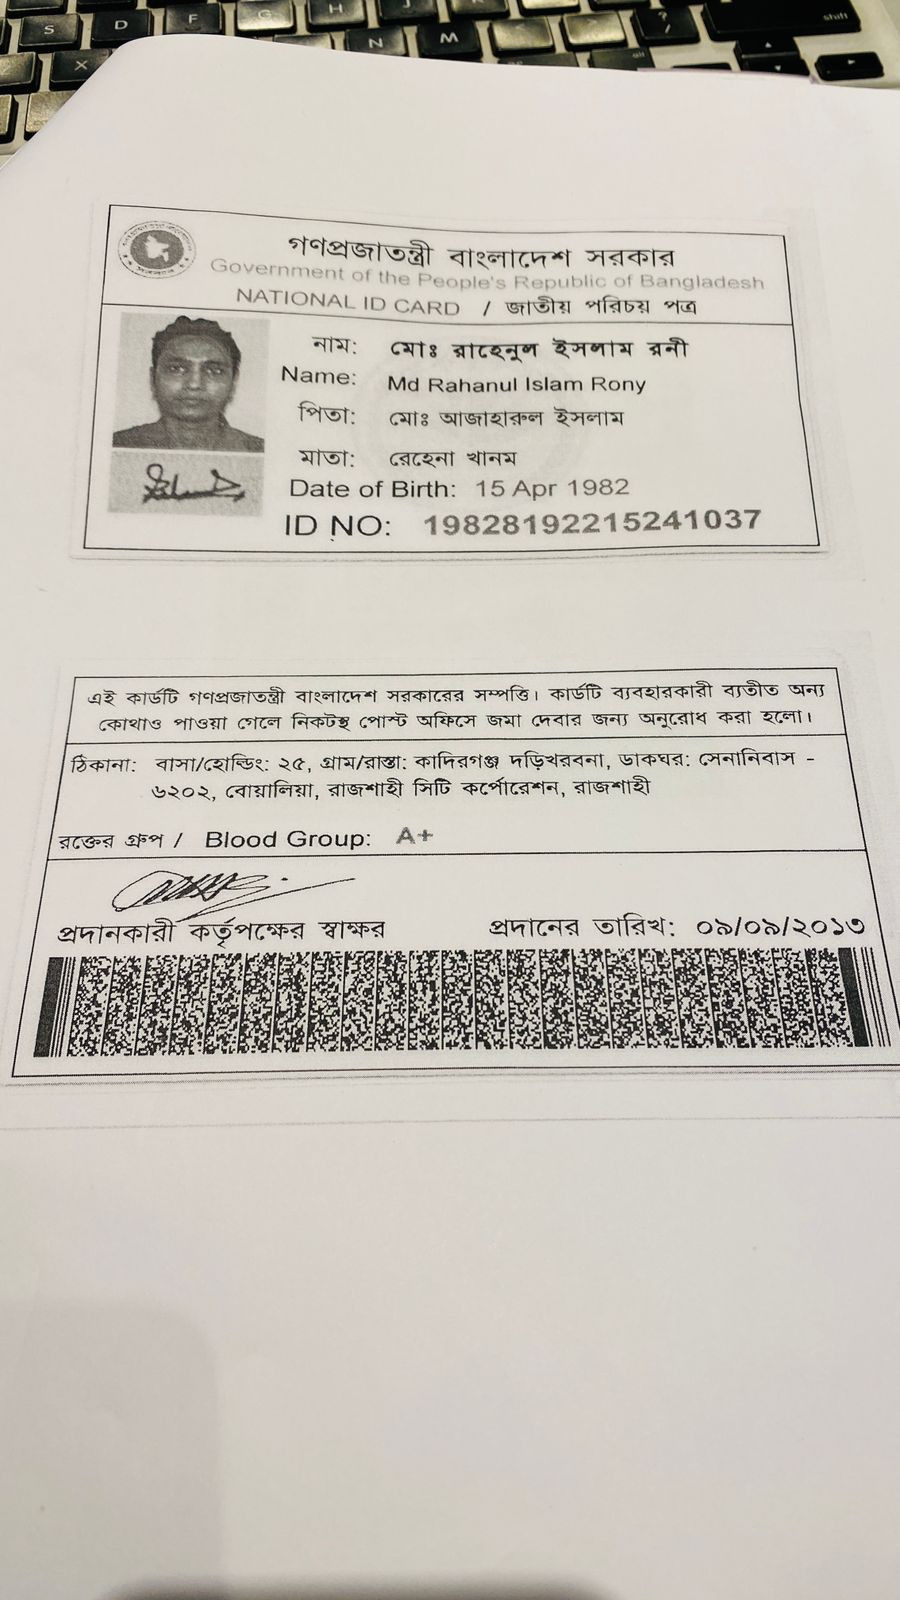 S D F G H J
X N M ? / alt shift
গণপ্রজাতন্ত্রী বাংলাদেশ সরকার
Government of the People's Republic of Bangladesh
NATIONAL ID CARD / জাতীয় পরিচয় পত্র
নাম: মোঃ রাহেনুল ইসলাম রনী
Name: Md Rahanul Islam Rony
পিতা: মোঃ আজাহারুল ইসলাম
মাতা: রেহেনা খানম
Date of Birth: 15 Apr 1982
ID NO: 19828192215241037
এই কার্ডটি গণপ্রজাতন্ত্রী বাংলাদেশ সরকারের সম্পত্তি। কার্ডটি ব্যবহারকারী ব্যতীত অন্য
কোথাও পাওয়া গেলে নিকটস্থ পোস্ট অফিসে জমা দেবার জন্য অনুরোধ করা হলো।
ঠিকানা: বাসা/হোল্ডিং: ২৫, গ্রাম/রাস্তা: কাদিরগঞ্জ দড়িখরবনা, ডাকঘর: সেনানিবাস -
৬২০২, বোয়ালিয়া, রাজশাহী সিটি কর্পোরেশন, রাজশাহী
রক্তের গ্রুপ / Blood Group: A+
প্রদানকারী কর্তৃপক্ষের স্বাক্ষর প্রদানের তারিখ: ০৯/০৯/২০১৩